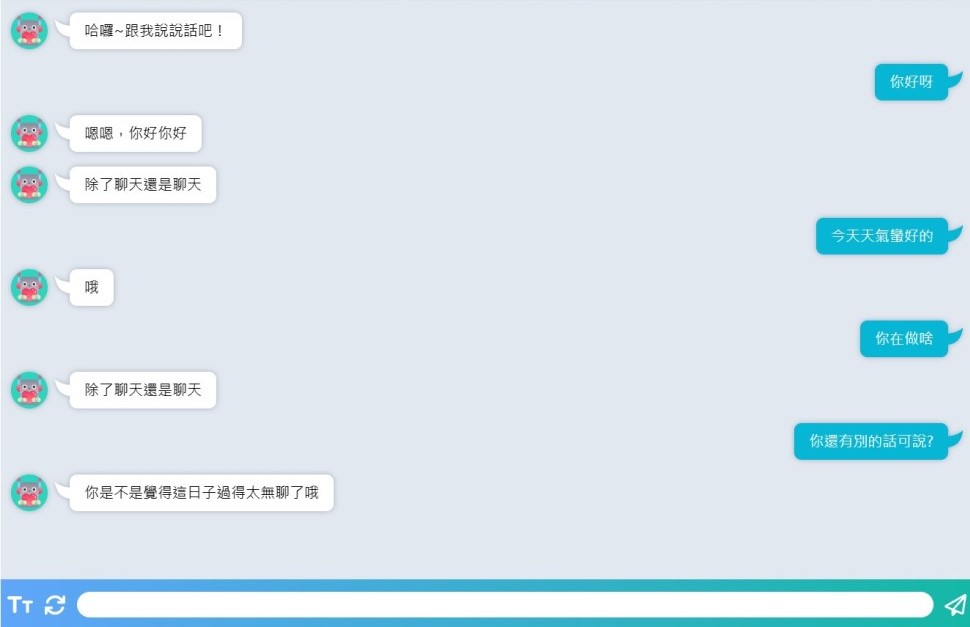 哈囉~跟我說說話吧！
你好呀
嗯嗯，你好你好
除了聊天還是聊天
今天天氣蠻好的
哦
你在做啥
除了聊天還是聊天
你還有別的話可說?
你是不是覺得這日子過得太無聊了哦
TT